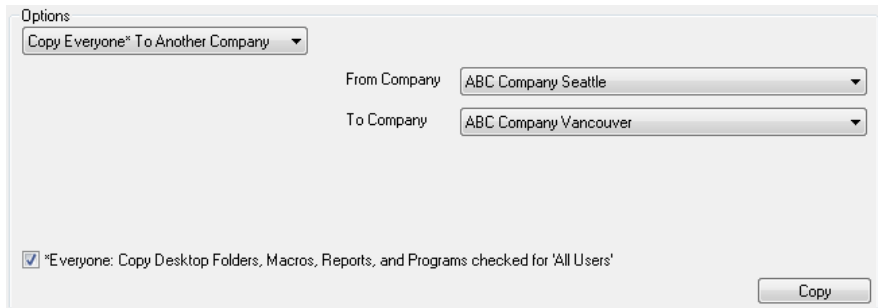 Options
Copy Everyone* To Another Company
From Company ABC Company Seattle
To Company ABC Company Vancouver
*Everyone: Copy Desktop Folders, Macros, Reports, and Programs checked for 'All Users'
Copy